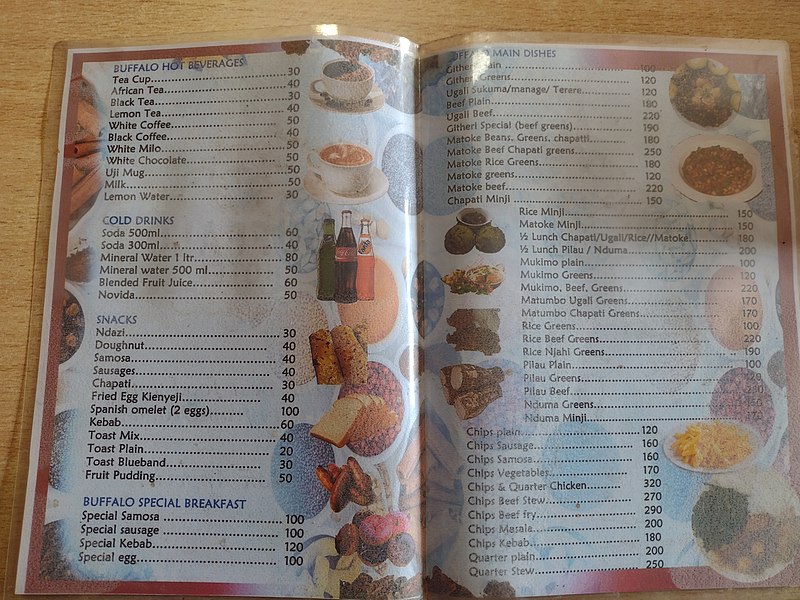 BUFFALO HOT BEVERAGES
Tea Cup 30
African Tea 40
Black Tea 30
Lemon Tea 40
White Coffee 50
Black Coffee 40
White Milo 50
White Chocolate 50
Uji Mug 50
Milk 50
Lemon Water 30
COLD DRINKS
Soda 500ml 60
Soda 300ml 40
Mineral Water 1 ltr 80
Mineral water 500 ml 50
Blended Fruit Juice 60
Novida 50
SNACKS
Ndazi 30
Doughnut 40
Samosa 40
Sausages 40
Chapati 30
Fried Egg Kienyeji 40
Spanish omelet (2 eggs) 100
Kebab 60
Toast Mix 40
Toast Plain 20
Toast Blueband 30
Fruit Pudding 50
BUFFALO SPECIAL BREAKFAST
Special Samosa 100
Special sausage 100
Special Kebab 120
Special egg 100
MAIN DISHES
Githeri Plain 100
Githeri Greens 120
Ugali Sukuma/manage/ Terere 120
Beef Plain 180
Ugali Beef 220
Githeri Special (beef greens) 190
Matoke Beans, Greens, chapatti 180
Matoke Beef Chapati greens 250
Matoke Rice Greens 180
Matoke greens 120
Matoke beef 220
Chapati Minji 150
Rice Minji 150
Matoke Minji 150
½ Lunch Chapati/Ugali/Rice//Matoke 180
½ Lunch Pilau / Nduma 200
Mukimo plain 100
Mukimo Greens 120
Mukimo, Beef, Greens 220
Matumbo Ugali Greens 170
Matumbo Chapati Greens 170
Rice Greens 100
Rice Beef Greens 220
Rice Njahi Greens 190
Pilau Plain 100
Pilau Greens 120
Pilau Beef
Nduma Greens
Nduma Minji 170
Chips plain 120
Chips Sausage 160
Chips Samosa 160
Chips Vegetables 170
Chips & Quarter Chicken 320
Chips Beef Stew 270
Chips Beef fry 290
Chips Masala 200
Chips Kebab 180
Quarter plain 200
Quarter Stew 250